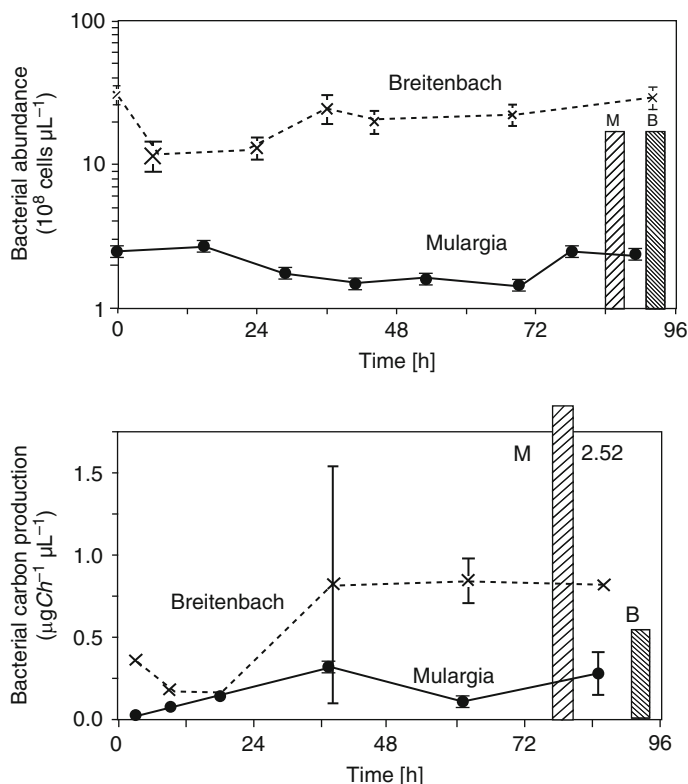 100
Breitenbach
M B
10
Mulargia
1
0 24 48 72 96
Time [h]
Bacterial abundance
(10⁸ cells µL⁻¹)
M 2.52
1.5
1.0
Breitenbach
B
0.5
Mulargia
0.0
0 24 48 72 96
Time [h]
Bacterial carbon production
(µgCh⁻¹ µL⁻¹)